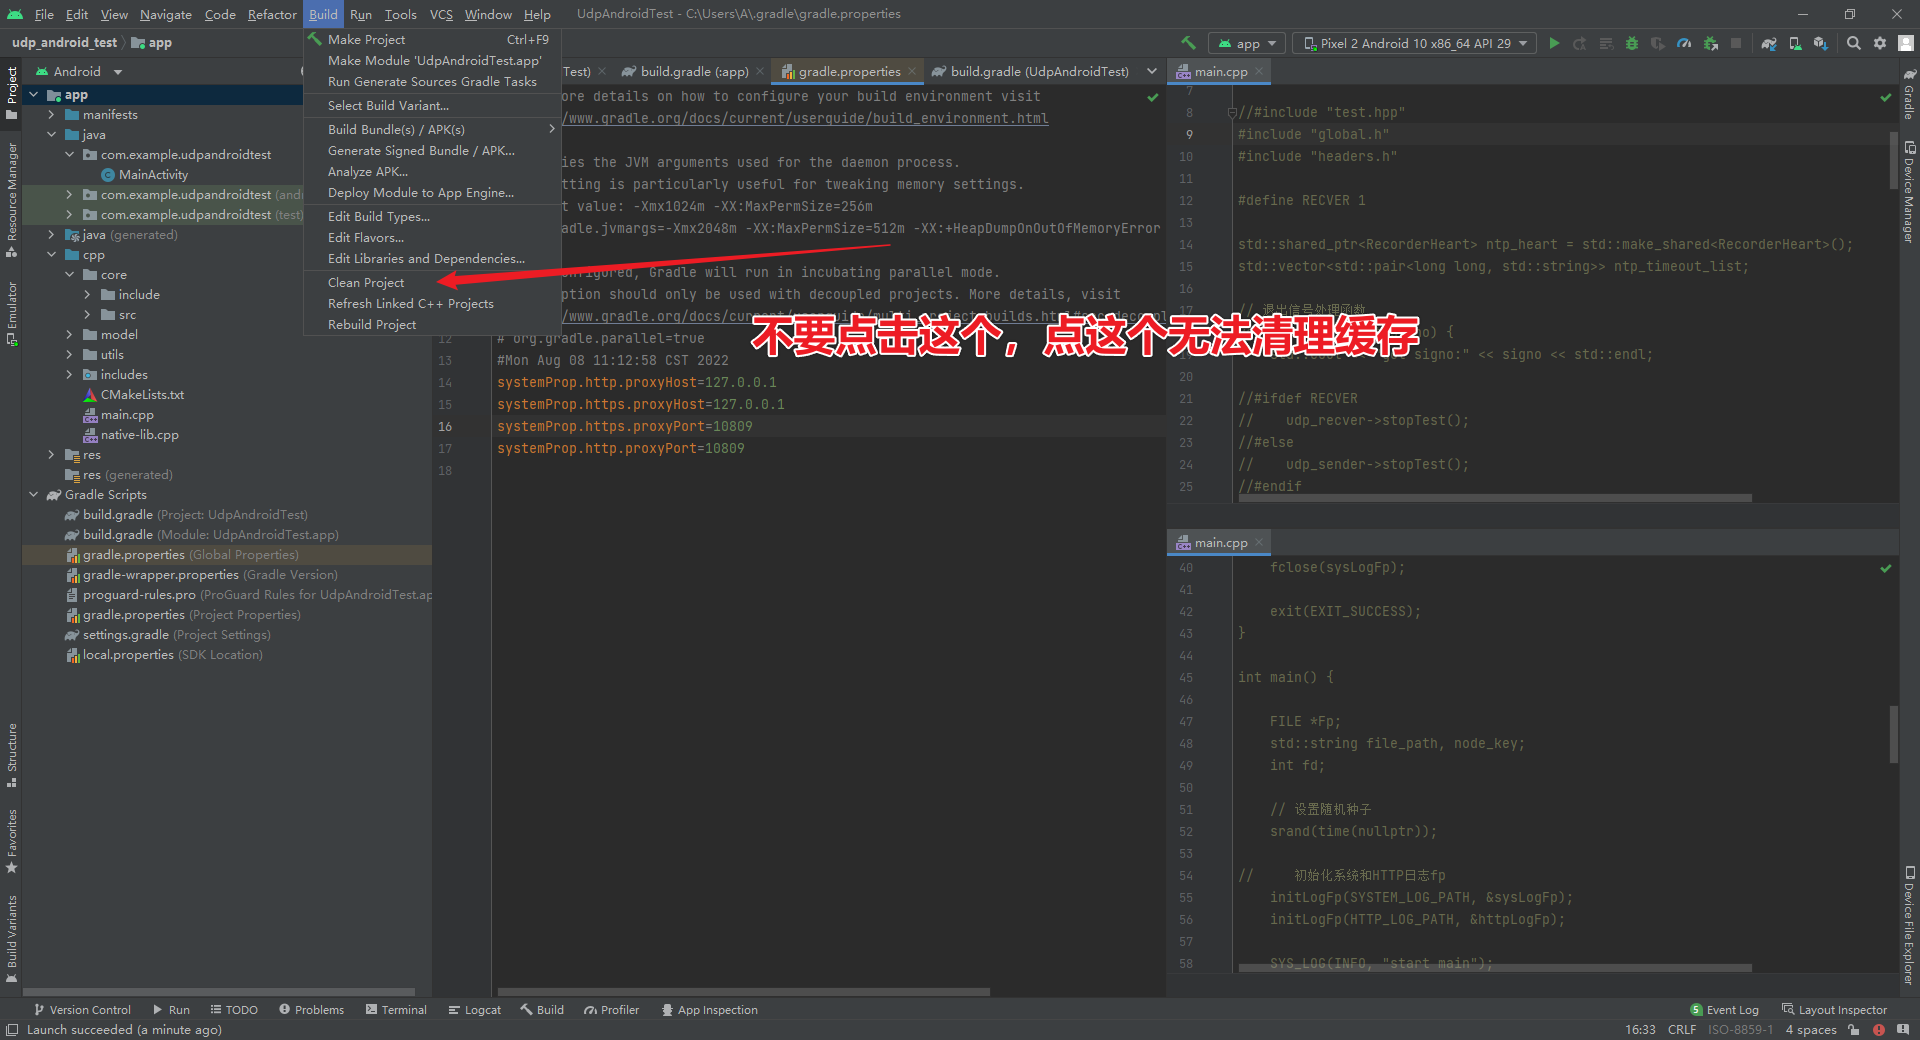 File Edit View Navigate Code Refactor Build Run Tools VCS Window Help UdpAndroidTest - C:\Users\A\.gradle\gradle.properties
udp_android_test app
app Pixel 2 Android 10 x86_64 API 29
Make Project Ctrl+F9
Make Module 'UdpAndroidTest.app'
Run Generate Sources Gradle Tasks
Select Build Variant...
Build Bundle(s) / APK(s)
Generate Signed Bundle / APK...
Analyze APK...
Deploy Module to App Engine...
Edit Build Types...
Edit Flavors...
Edit Libraries and Dependencies...
Clean Project
Refresh Linked C++ Projects
Rebuild Project
Project
Resource Manager
Emulator
Structure
Favorites
Build Variants
Android
app
manifests
java
com.example.udpandroidtest
MainActivity
com.example.udpandroidtest (and
com.example.udpandroidtest (test)
java (generated)
cpp
core
include
src
model
utils
includes
CMakeLists.txt
main.cpp
native-lib.cpp
res
res (generated)
Gradle Scripts
build.gradle (Project: UdpAndroidTest)
build.gradle (Module: UdpAndroidTest.app)
gradle.properties (Global Properties)
gradle-wrapper.properties (Gradle Version)
proguard-rules.pro (ProGuard Rules for UdpAndroidTest.ap
gradle.properties (Project Properties)
settings.gradle (Project Settings)
local.properties (SDK Location)
Test) build.gradle (:app) gradle.properties build.gradle (UdpAndroidTest)
ore details on how to configure your build environment visit
/www.gradle.org/docs/current/userguide/build_environment.html
ies the JVM arguments used for the daemon process.
tting is particularly useful for tweaking memory settings.
t value: -Xmx1024m -XX:MaxPermSize=256m
adle.jvmargs=-Xmx2048m -XX:MaxPermSize=512m -XX:+HeapDumpOnOutOfMemoryError
onfigured, Gradle will run in incubating parallel mode.
ption should only be used with decoupled projects. More details, visit
/www.gradle.org/docs/current/
12 # org.gradle.parallel=true
13 #Mon Aug 08 11:12:58 CST 2022
14 systemProp.http.proxyHost=127.0.0.1
15 systemProp.https.proxyHost=127.0.0.1
16 systemProp.https.proxyPort=10809
17 systemProp.http.proxyPort=10809
18
不要点击这个，点这个无法清理缓存
main.cpp
7
8 //#include "test.hpp"
9 #include "global.h"
10 #include "headers.h"
11
12 #define RECVER 1
13
14 std::shared_ptr<RecorderHeart> ntp_heart = std::make_shared<RecorderHeart>();
15 std::vector<std::pair<long long, std::string>> ntp_timeout_list;
16
17 // 退出信号处理函数
) {
signo:" << signo << std::endl;
20
21 //#ifdef RECVER
22 // udp_recver->stopTest();
23 //#else
24 // udp_sender->stopTest();
25 //#endif
main.cpp
40 fclose(sysLogFp);
41
42 exit(EXIT_SUCCESS);
43 }
44
45 int main() {
46
47 FILE *Fp;
48 std::string file_path, node_key;
49 int fd;
50
51 // 设置随机种子
52 srand(time(nullptr));
53
54 // 初始化系统和HTTP日志fp
55 initLogFp(SYSTEM_LOG_PATH, &sysLogFp);
56 initLogFp(HTTP_LOG_PATH, &httpLogFp);
57
58 SYS_LOG(INFO, "start main");
Gradle
Device Manager
Device File Explorer
Version Control Run TODO Problems Terminal Logcat Build Profiler App Inspection 5 Event Log Layout Inspector
Launch succeeded (a minute ago) 16:33 CRLF ISO-8859-1 4 spaces